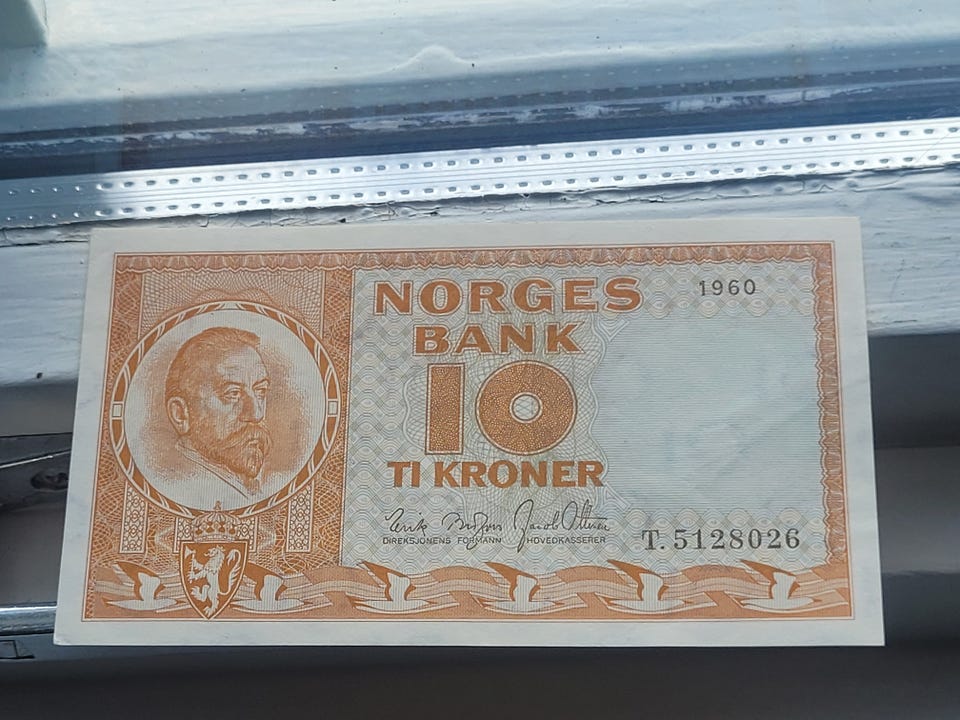 NORGES
1960
BANK
10
TI KRONER
DIREKSJONENS FORMANN
HOVEDKASSERER
T. 5128026